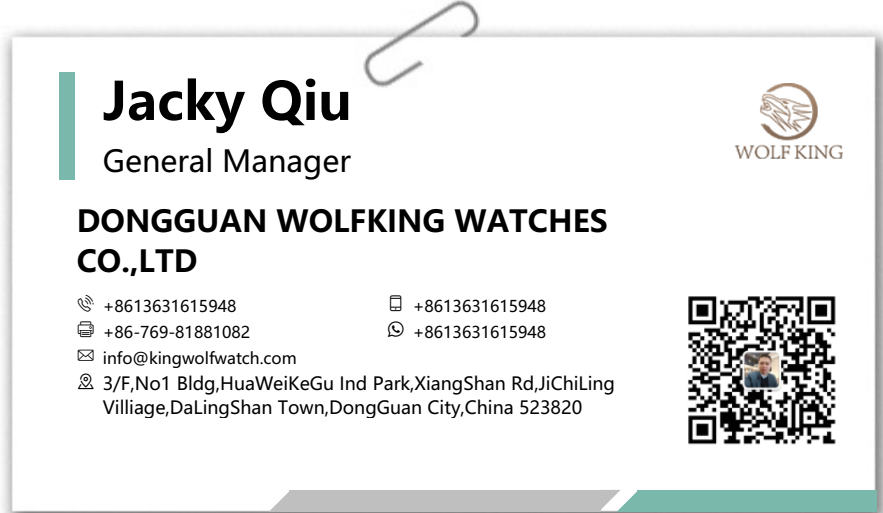 Jacky Qiu
General Manager
WOLF KING
DONGGUAN WOLFKING WATCHES
CO.,LTD
+8613631615948
+8613631615948
+86-769-81881082
+8613631615948
info@kingwolfwatch.com
3/F,No1 Bldg,HuaWeiKeGu Ind Park,XiangShan Rd,JiChiLing
Villiage,DaLingShan Town,DongGuan City,China 523820